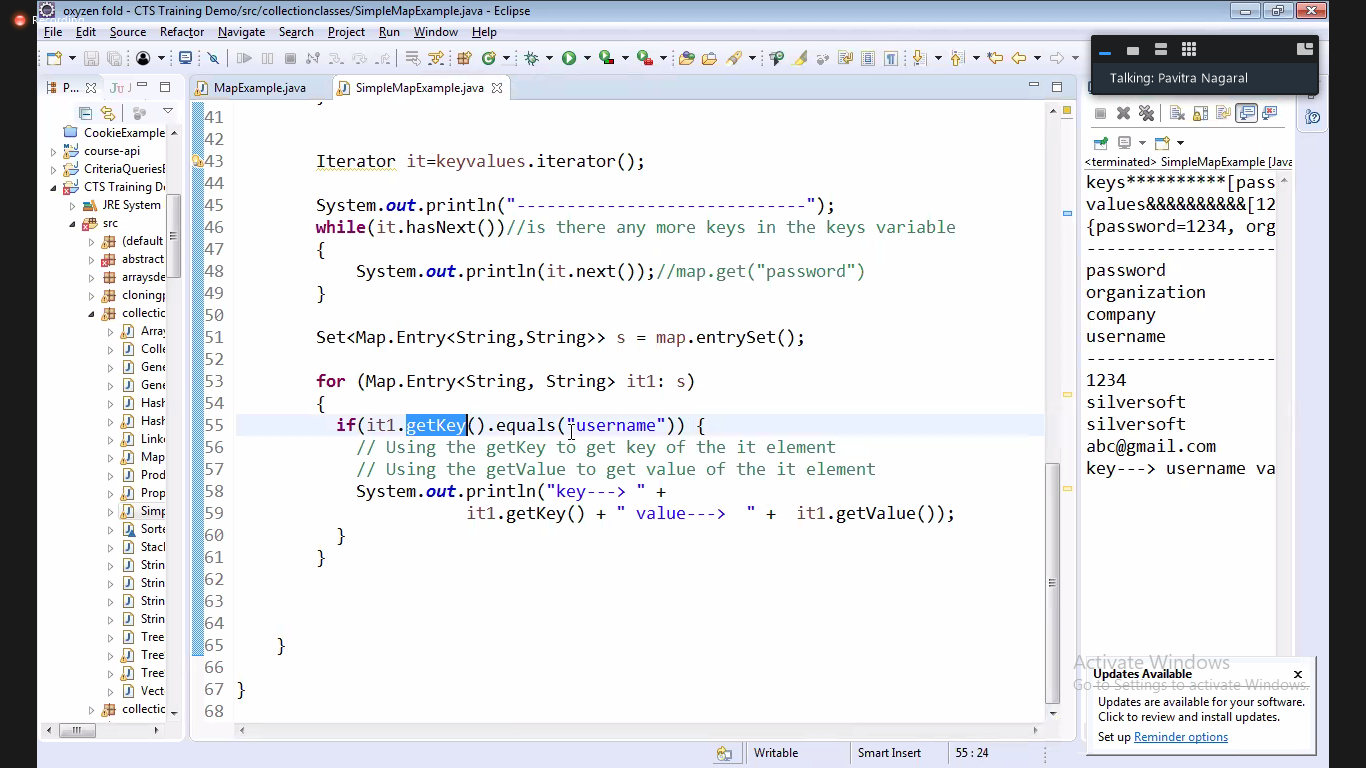 oxyzen fold - CTS Training Demo/src/collectionclasses/SimpleMapExample.java - Eclipse
File Edit Source Refactor Navigate Search Project Run Window Help
Talking: Pavitra Nagaral
P... Ju
MapExample.java
SimpleMapExample.java
CookieExample
course-api
CriteriaQueriesE
CTS Training De
JRE System
src
(default
abstract
arraysde
cloningp
collectio
Array
Colle
Gene
Gene
Hash
Hash
Linke
Map
Prio
Prop
Simp
Sorte
Stac
Strin
Strin
Strin
Strin
Tree
Tree
Tree
Vect
collectic
41
42
43 Iterator it=keyvalues.iterator();
44
45 System.out.println("-----------------------------");
46 while(it.hasNext())//is there any more keys in the keys variable
47 {
48 System.out.println(it.next());//map.get("password")
49 }
50
51 Set<Map.Entry<String,String>> s = map.entrySet();
52
53 for (Map.Entry<String, String> it1: s)
54 {
55 if(it1.getKey().equals("username")) {
56 // Using the getKey to get key of the it element
57 // Using the getValue to get value of the it element
58 System.out.println("key---> " +
59 it1.getKey() + " value---> " + it1.getValue());
60 }
61 }
62
63
64
65 }
66
67 }
68
<terminated> SimpleMapExample [Java
keys**********[pass
values&&&&&&&&&&[12
{password=1234, org
-------------------
password
organization
company
username
-------------------
1234
silversoft
silversoft
abc@gmail.com
key---> username va
Activate Windows
Go to Settings to activate Windows.
Updates Available
Updates are available for your software.
Click to review and install updates.
Set up Reminder options
Writable Smart Insert 55 : 24